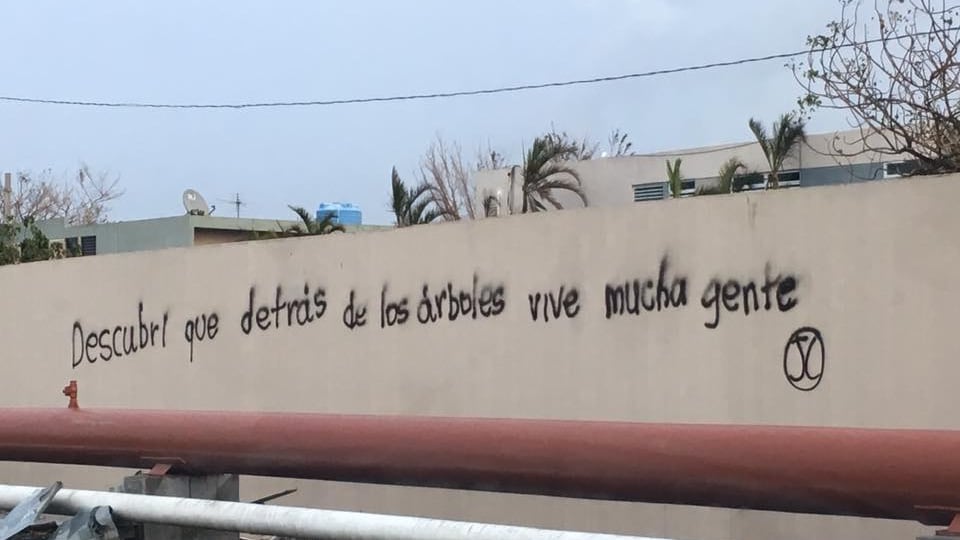 Descubrí que detrás de los árboles vive mucha gente